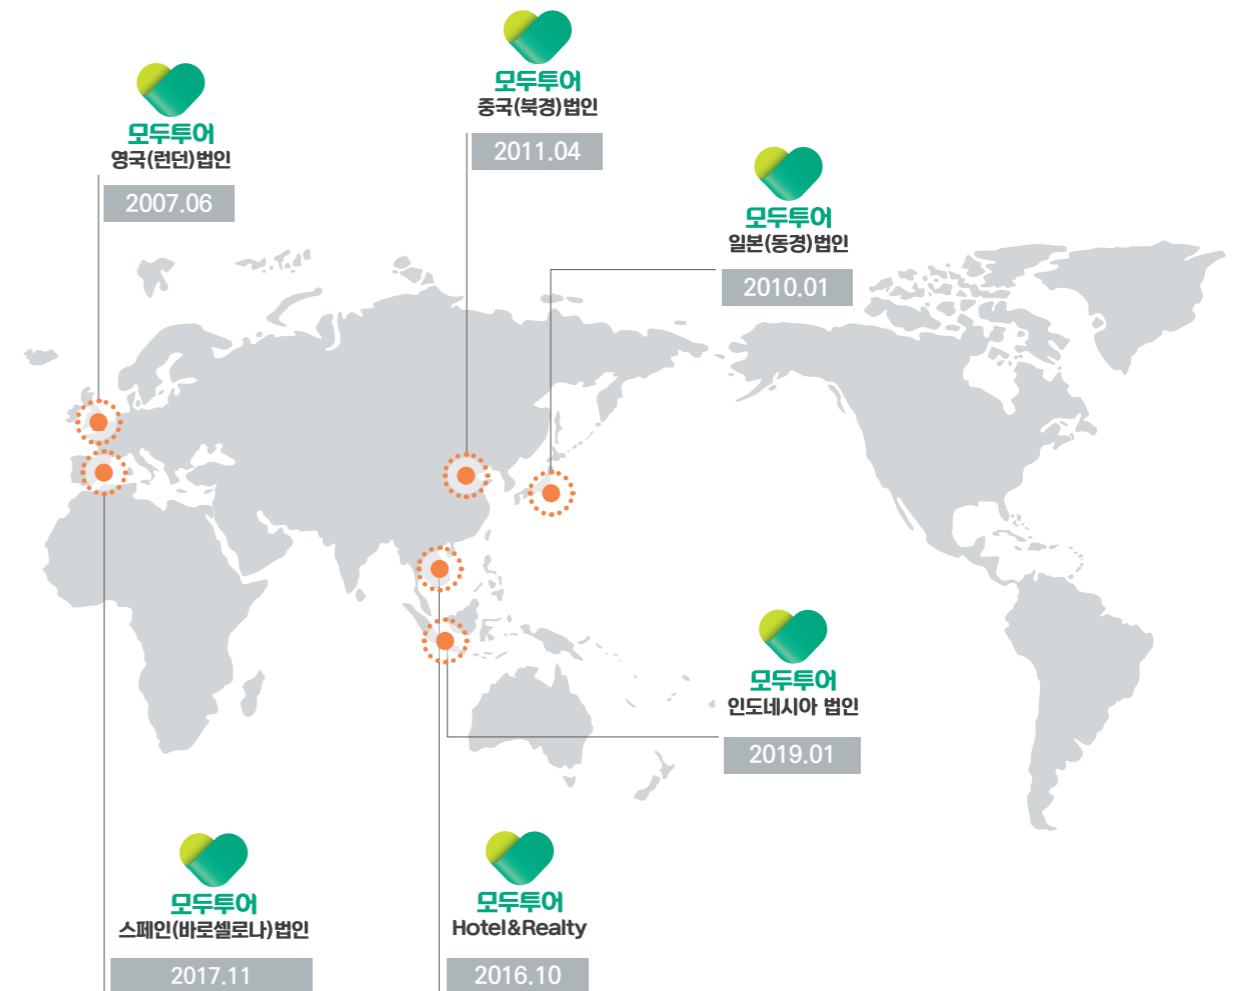 모두투어
중국(북경)법인
2011.04
모두투어
영국(런던)법인
2007.06
모두투어
일본(동경)법인
2010.01
모두투어
인도네시아 법인
2019.01
모두투어
스페인(바로셀로나)법인
2017.11
모두투어
Hotel&Realty
2016.10